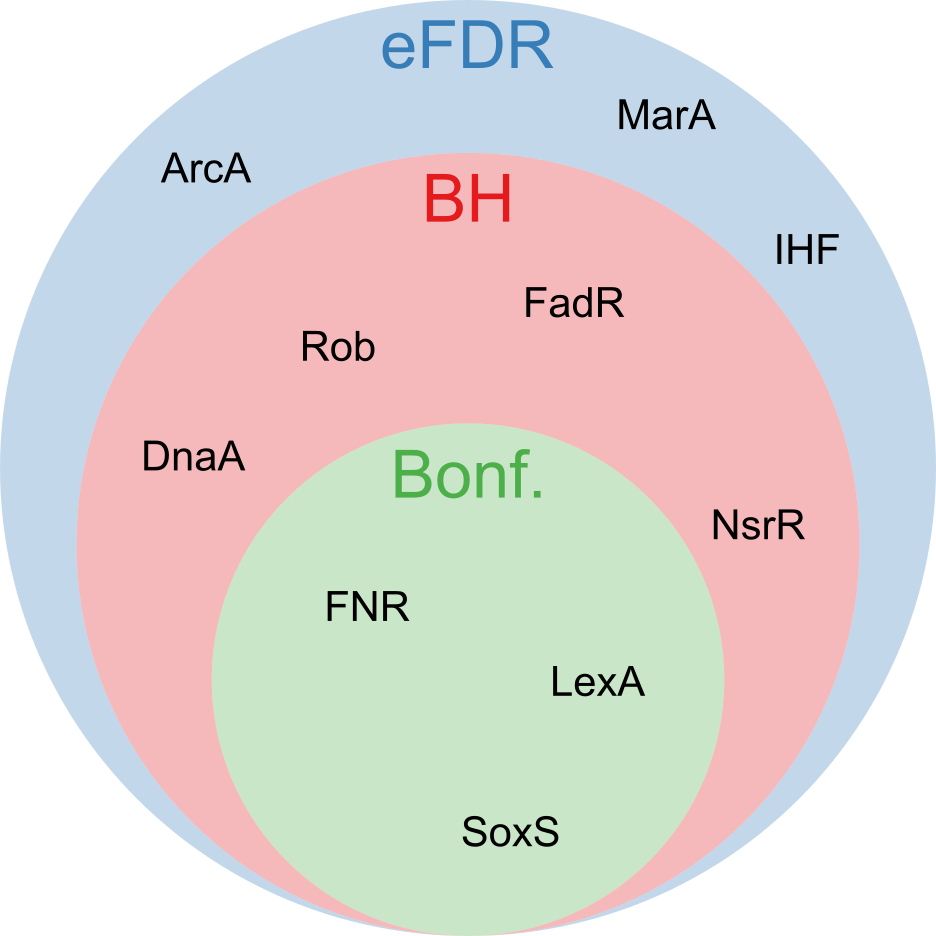 eFDR
MarA
ArcA
BH
IHF
FadR
Rob
DnaA
Bonf.
NsrR
FNR
LexA
SoxS